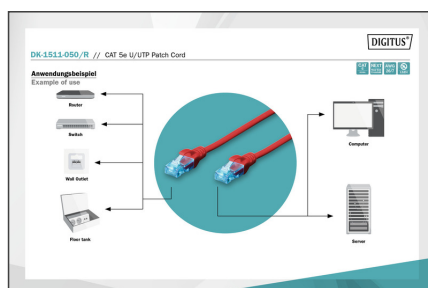 DIGITUS®
DK-1511-050/R // CAT 5e U/UTP Patch Cord
Anwendungsbeispiel
Example of use
Router
Switch
Wall Outlet
Floor tank
Computer
Server